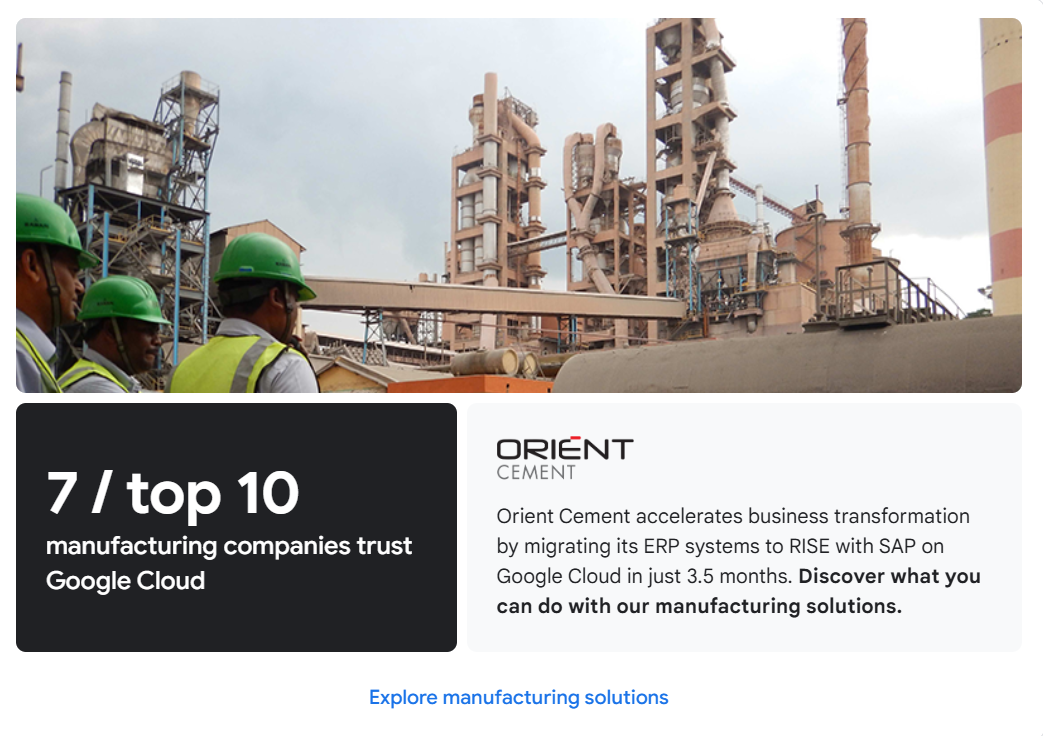 7 / top 10
manufacturing companies trust
Google Cloud
ORIENT
CEMENT
Orient Cement accelerates business transformation
by migrating its ERP systems to RISE with SAP on
Google Cloud in just 3.5 months. Discover what you
can do with our manufacturing solutions.
Explore manufacturing solutions